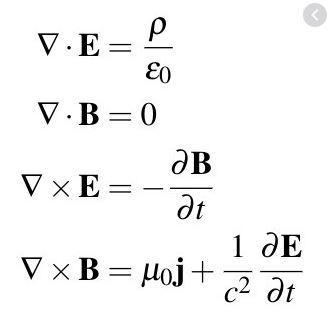 ∇ · 𝐄 = ρ/ε₀
∇ · 𝐁 = 0
∇ × 𝐄 = −∂𝐁/∂t
∇ × 𝐁 = μ₀𝐣 + (1/c²) (∂𝐄/∂t)